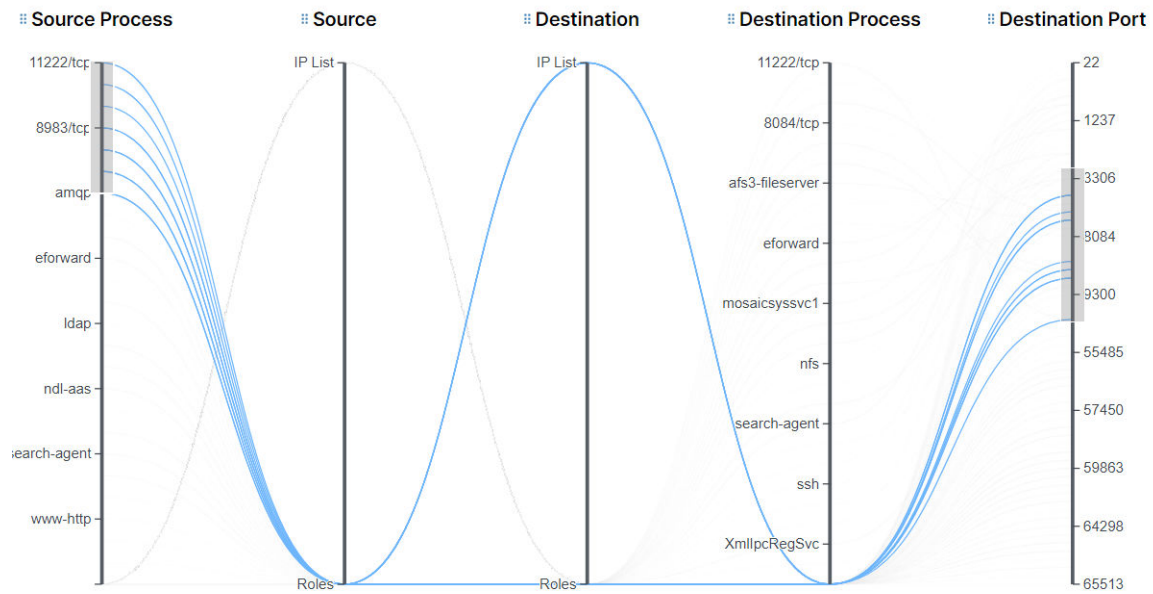 Source Process
Source
Destination
Destination Process
Destination Port
11222/tcp
8983/tcp
amqp
eforward
ldap
ndl-aas
search-agent
www-http
IP List
Roles
IP List
Roles
11222/tcp
8084/tcp
afs3-fileserver
eforward
mosaicsyssvc1
nfs
search-agent
ssh
XmlIpcRegSvc
22
1237
3306
8084
9300
55485
57450
59863
64298
65513